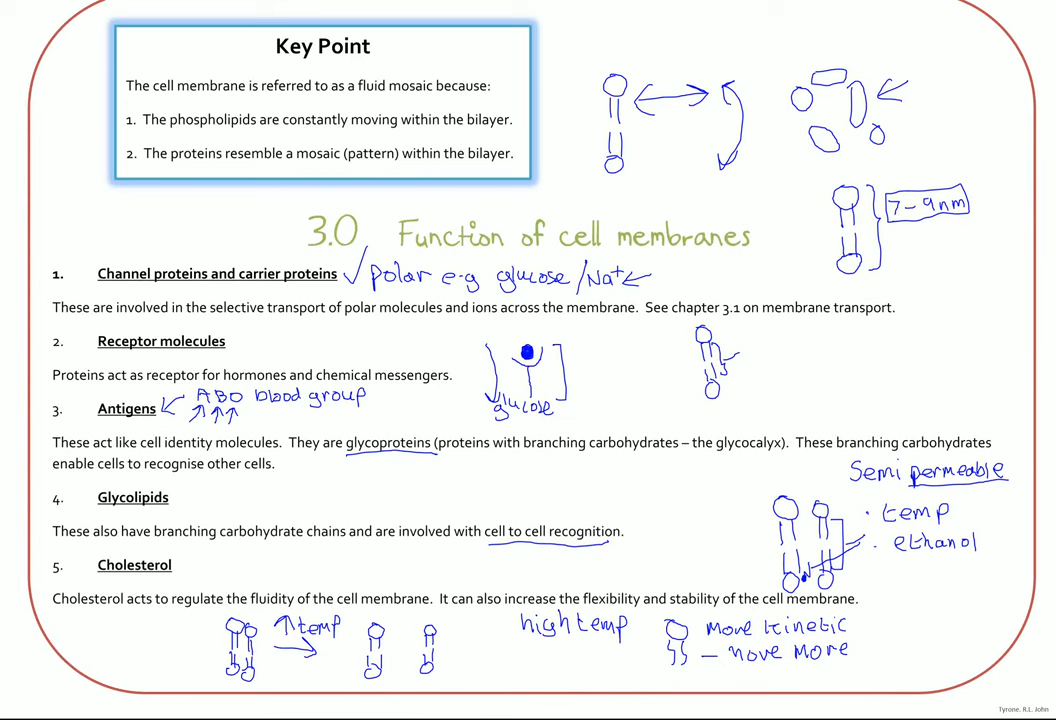 Key Point
The cell membrane is referred to as a fluid mosaic because:
1. The phospholipids are constantly moving within the bilayer.
2. The proteins resemble a mosaic (pattern) within the bilayer.
7-9nm
3.0 Function of cell membranes
1. Channel proteins and carrier proteins polar e-g glucose/Na+
These are involved in the selective transport of polar molecules and ions across the membrane. See chapter 3.1 on membrane transport.
2. Receptor molecules
Proteins act as receptor for hormones and chemical messengers.
glucose
3. Antigens ABO blood group
These act like cell identity molecules. They are glycoproteins (proteins with branching carbohydrates – the glycocalyx). These branching carbohydrates
enable cells to recognise other cells.
Semi permeable
4. Glycolipids
· temp
These also have branching carbohydrate chains and are involved with cell to cell recognition.
· ethanol
5. Cholesterol
Cholesterol acts to regulate the fluidity of the cell membrane. It can also increase the flexibility and stability of the cell membrane.
↑temp
high temp
Move kinetic
– move more
Tyrone. R.L. John